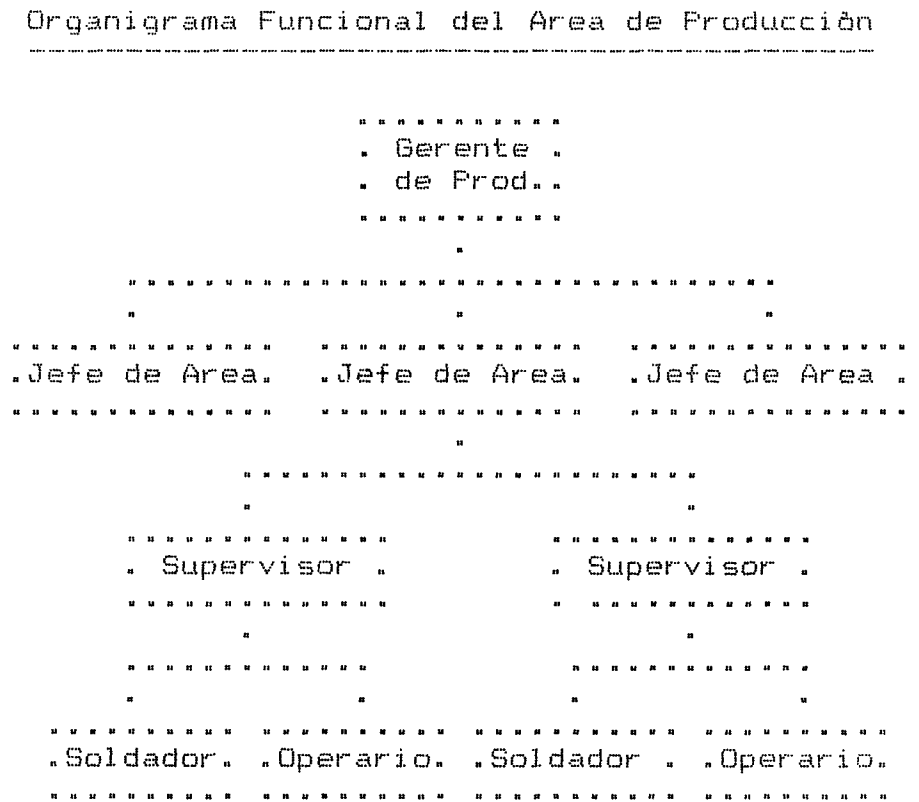 Organigrama Funcional del Area de Producción
Gerente
de Prod.
Jefe de Area Jefe de Area Jefe de Area
Supervisor Supervisor
Soldador Operario Soldador Operario